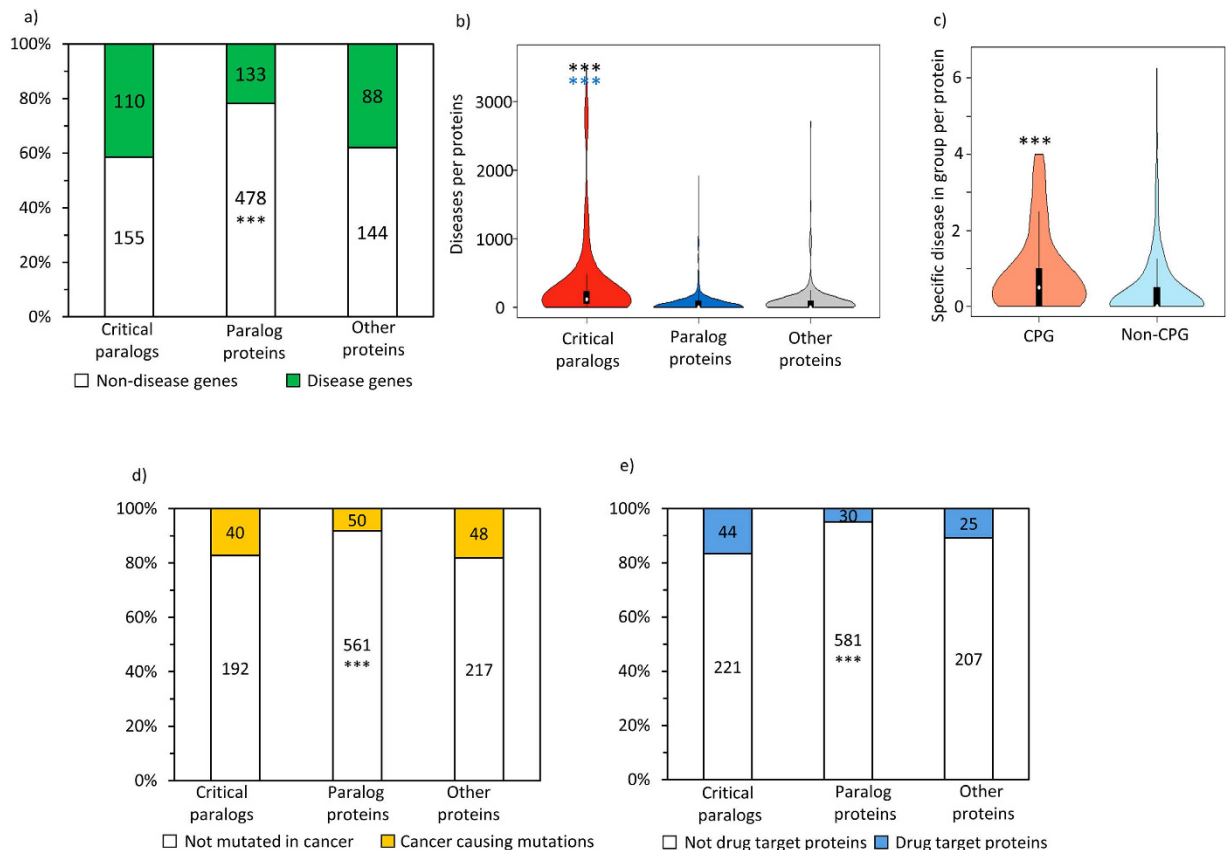 a)
100%
80%
60%
40%
20%
0%
110
155
133
478
***
88
144
Critical
paralogs
Paralog
proteins
Other
proteins
Non-disease genes
Disease genes
b)
Diseases per proteins
3000
2000
1000
0
***
***
Critical
paralogs
Paralog
proteins
Other
proteins
c)
Specific disease in group per protein
6
4
2
0
***
CPG
Non-CPG
d)
100%
80%
60%
40%
20%
0%
40
192
50
561
***
48
217
Critical
paralogs
Paralog
proteins
Other
proteins
Not mutated in cancer
Cancer causing mutations
e)
100%
80%
60%
40%
20%
0%
44
221
30
581
***
25
207
Critical
paralogs
Paralog
proteins
Other
proteins
Not drug target proteins
Drug target proteins